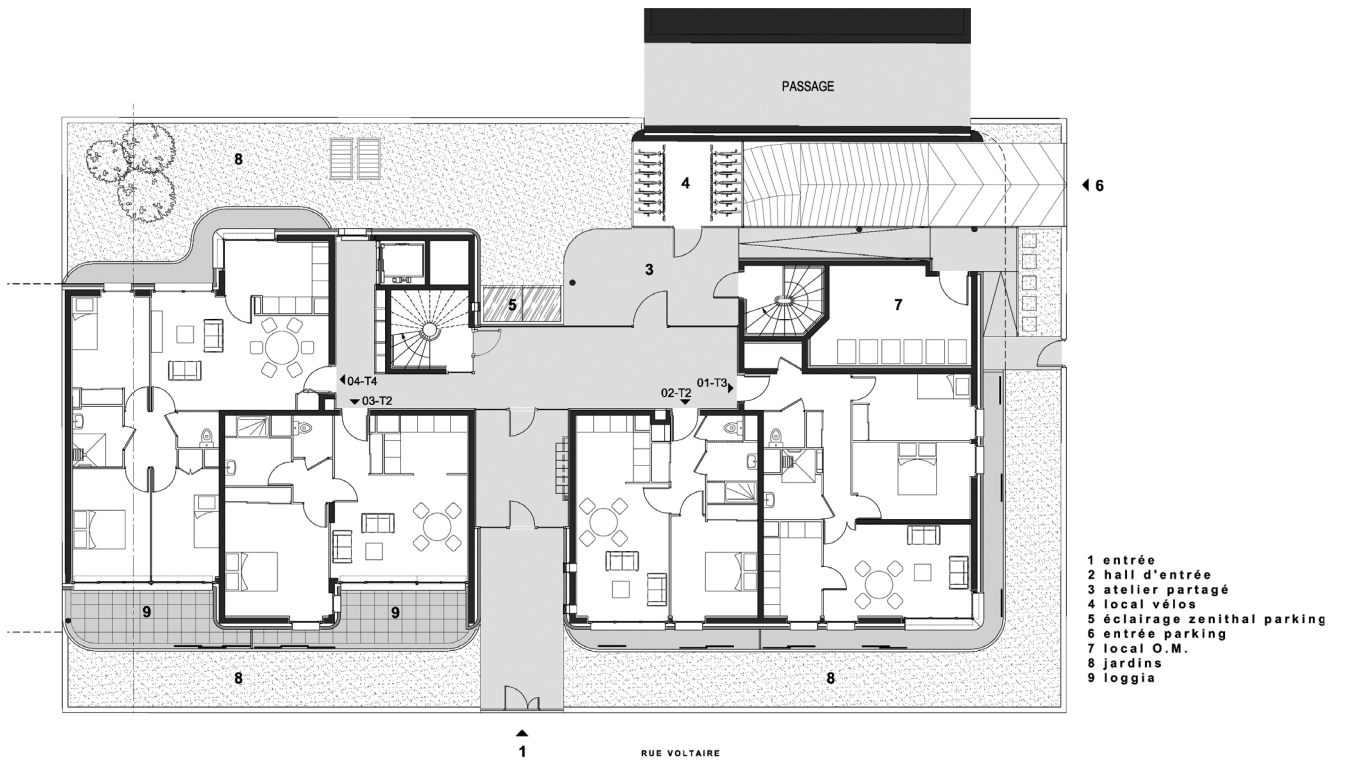 PASSAGE
8
4
6
3
5
7
04-T4
03-T2
02-T2
01-T3
9
9
8
8
1
RUE VOLTAIRE
1 entrée
2 hall d'entrée
3 atelier partagé
4 local vélos
5 éclairage zenithal parking
6 entrée parking
7 local O.M.
8 jardins
9 loggia